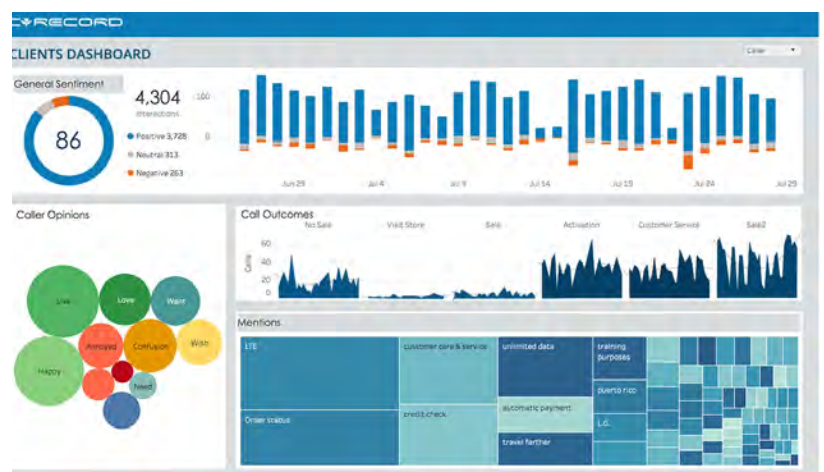 C RECORD
CLIENTS DASHBOARD
Caller
General Sentiment
86
4,304
interactions
Positive 3,728
Neutral 313
Negative 263
100
0
Jun 29
Jul 4
Jul 9
Jul 14
Jul 19
Jul 24
Jul 29
Caller Opinions
Like
Love
Want
Annoyed
Confusion
Wish
Happy
Need
Call Outcomes
No Sale
Visit Store
Sale
Activation
Customer Service
Sale2
Calls
60
40
20
0
Mentions
LTE
customer care & service
unlimited data
training
purposes
puerto rico
Order status
credit check
automatic payment
L.G.
travel farther